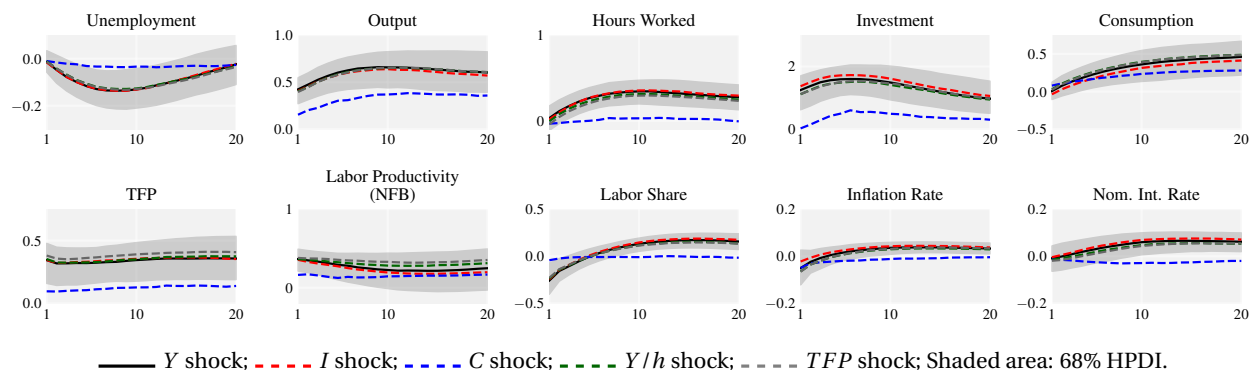 Unemployment
0.0
−0.2
1 10 20
Output
1.0
0.5
0.0
1 10 20
Hours Worked
1
0
1 10 20
Investment
2
0
1 10 20
Consumption
0.5
0.0
−0.5
1 10 20
TFP
0.5
0.0
1 10 20
Labor Productivity
(NFB)
1
0
1 10 20
Labor Share
0.5
0.0
−0.5
1 10 20
Inflation Rate
0.2
0.0
−0.2
1 10 20
Nom. Int. Rate
0.2
0.0
−0.2
1 10 20
Y shock; I shock; C shock; Y/h shock; TFP shock; Shaded area: 68% HPDI.